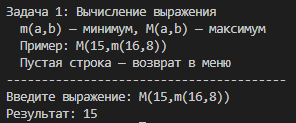 Задача 1: Вычисление выражения
m(a,b) — минимум, M(a,b) — максимум
Пример: M(15,m(16,8))
Пустая строка — возврат в меню
----------------------------------------
Введите выражение: M(15,m(16,8))
Результат: 15